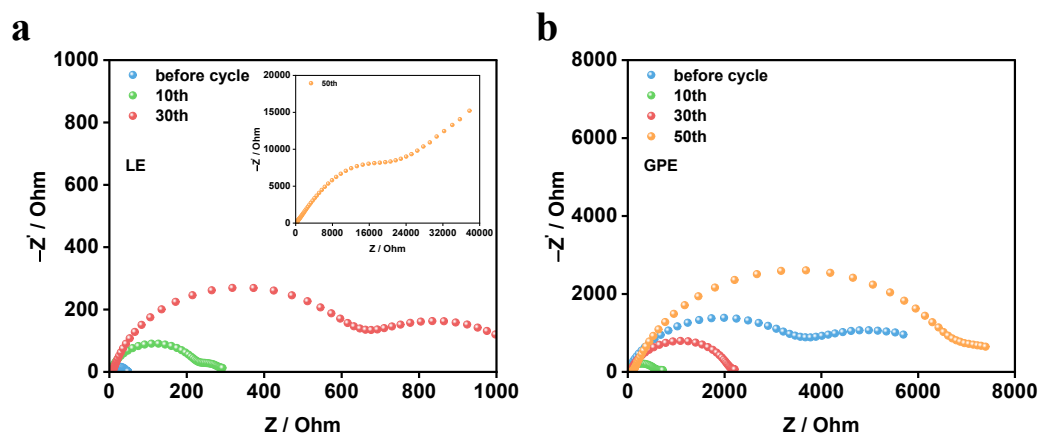 a
1000
800
600
400
200
0
−Z' / Ohm
before cycle
10th
30th
LE
20000
15000
10000
5000
0
−Z' / Ohm
50th
0 8000 16000 24000 32000 40000
Z / Ohm
0 200 400 600 800 1000
Z / Ohm
b
8000
6000
4000
2000
0
−Z' / Ohm
before cycle
10th
30th
50th
GPE
0 2000 4000 6000 8000
Z / Ohm